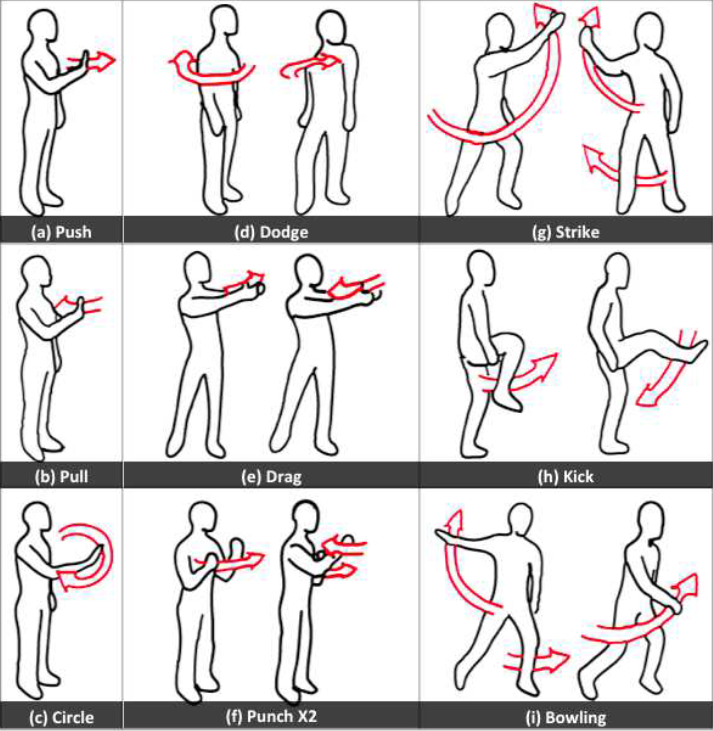 (a) Push
(d) Dodge
(g) Strike
(b) Pull
(e) Drag
(h) Kick
(c) Circle
(f) Punch X2
(i) Bowling